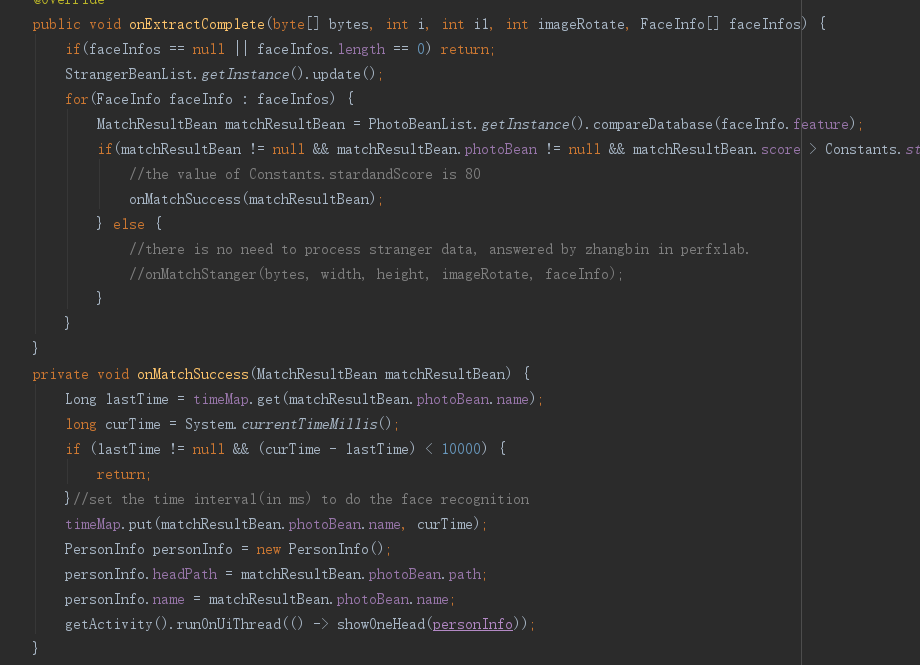 @Override
public void onExtractComplete(byte[] bytes, int i, int i1, int imageRotate, FaceInfo[] faceInfos) {
if(faceInfos == null || faceInfos.length == 0) return;
StrangerBeanList.getInstance().update();
for(FaceInfo faceInfo : faceInfos) {
MatchResultBean matchResultBean = PhotoBeanList.getInstance().compareDatabase(faceInfo.feature);
if(matchResultBean != null && matchResultBean.photoBean != null && matchResultBean.score > Constants.st
//the value of Constants.stardandScore is 80
onMatchSuccess(matchResultBean);
} else {
//there is no need to process stranger data, answered by zhangbin in perfxlab.
//onMatchStanger(bytes, width, height, imageRotate, faceInfo);
}
}
}
private void onMatchSuccess(MatchResultBean matchResultBean) {
Long lastTime = timeMap.get(matchResultBean.photoBean.name);
long curTime = System.currentTimeMillis();
if (lastTime != null && (curTime - lastTime) < 10000) {
return;
}//set the time interval(in ms) to do the face recognition
timeMap.put(matchResultBean.photoBean.name, curTime);
PersonInfo personInfo = new PersonInfo();
personInfo.headPath = matchResultBean.photoBean.path;
personInfo.name = matchResultBean.photoBean.name;
getActivity().runOnUiThread(() -> showOneHead(personInfo));
}